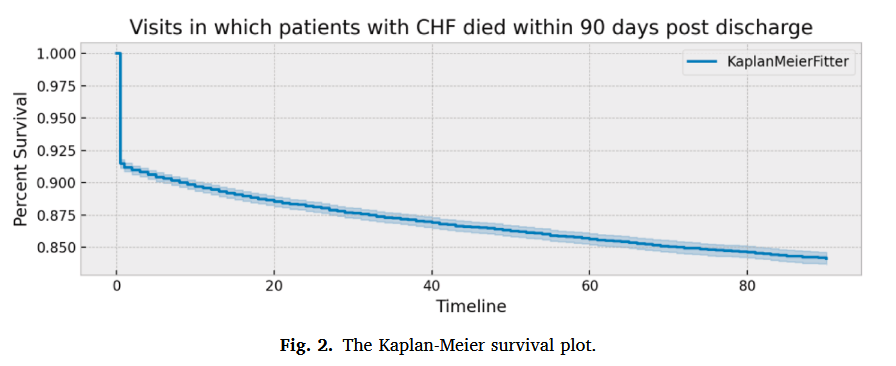 Visits in which patients with CHF died within 90 days post discharge
KaplanMeierFitter
Percent Survival
1.000
0.975
0.950
0.925
0.900
0.875
0.850
0 20 40 60 80
Timeline
Fig. 2. The Kaplan-Meier survival plot.